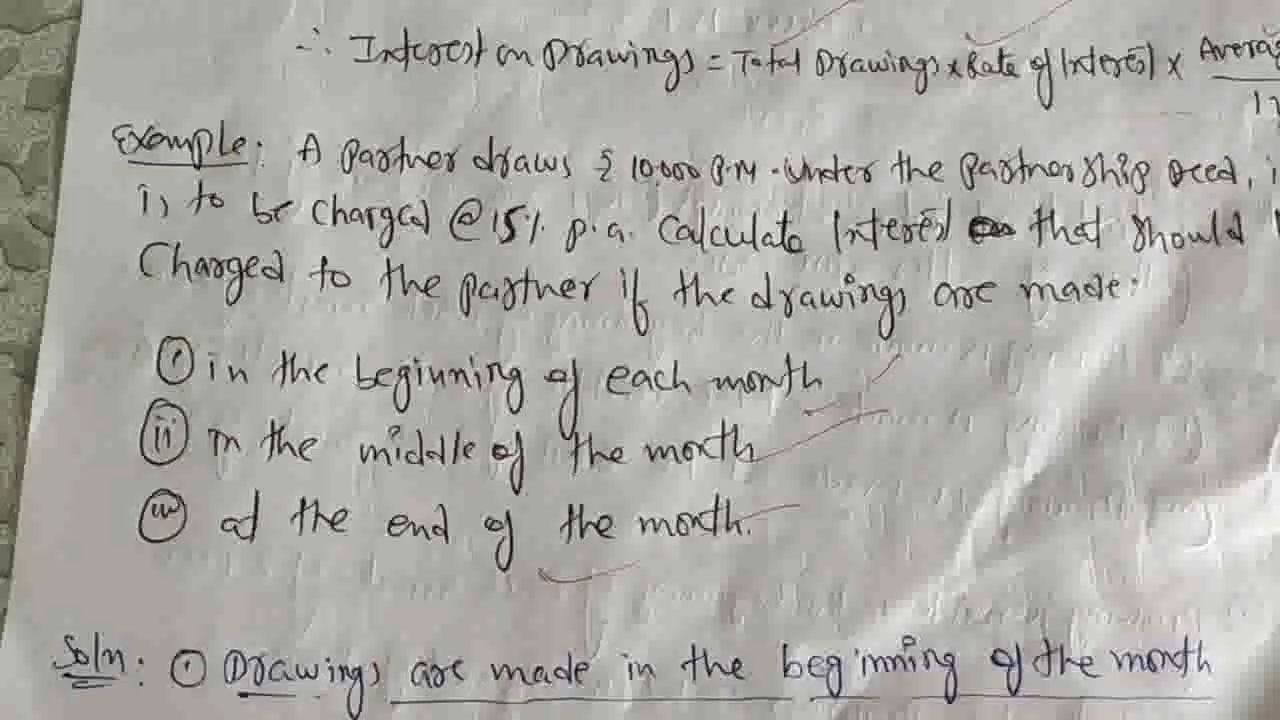 ∴ Interest on Drawings = Total Drawings × Rate of Interest ×
Example: A Partner draws ₹ 10,000 P.M. Under the Partnership Deed,
is to be Charged @ 15% p.a. Calculate Interest that should
Charged to the partner if the drawings are made:
(i) in the beginning of each month
(ii) in the middle of the month
(iii) at the end of the month.
Soln: (i) Drawings are made in the beginning of the month